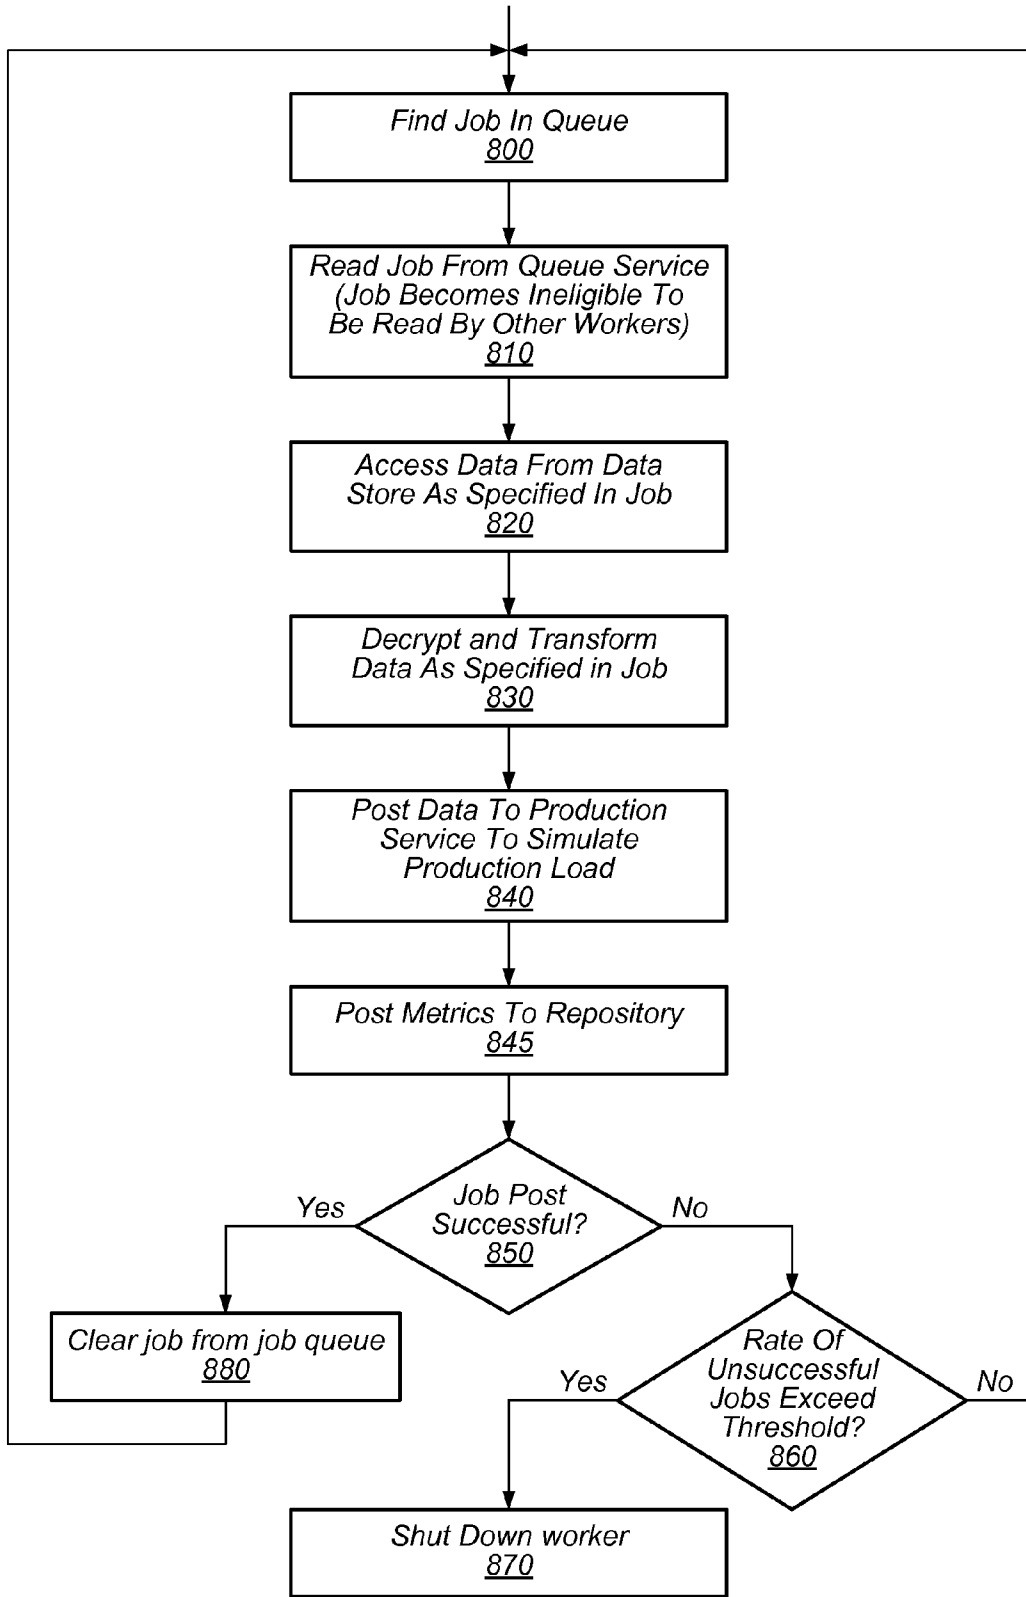 Find Job In Queue
800
Read Job From Queue Service
(Job Becomes Ineligible To
Be Read By Other Workers)
810
Access Data From Data
Store As Specified In Job
820
Decrypt and Transform
Data As Specified in Job
830
Post Data To Production
Service To Simulate
Production Load
840
Post Metrics To Repository
845
Job Post
Successful?
850
Yes
No
Clear job from job queue
880
Rate Of
Unsuccessful
Jobs Exceed
Threshold?
860
Yes
No
Shut Down worker
870